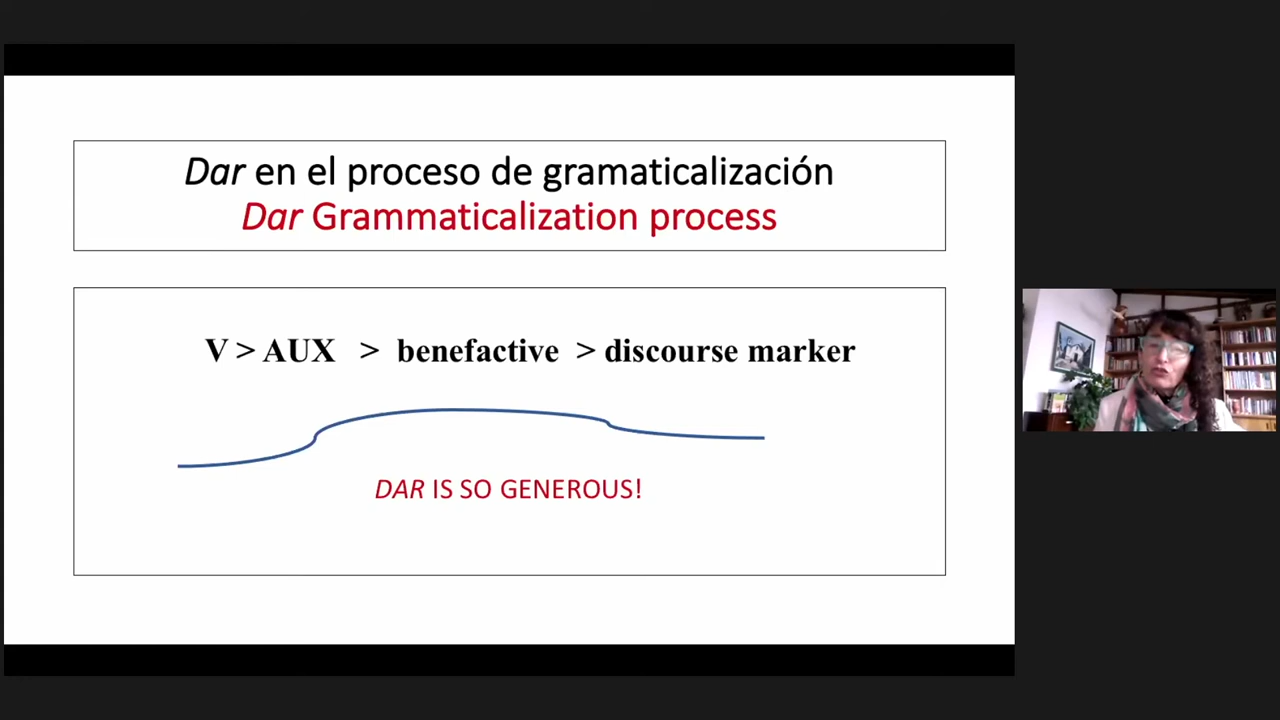 Dar en el proceso de gramaticalización
Dar Grammaticalization process
V > AUX > benefactive > discourse marker
DAR IS SO GENEROUS!